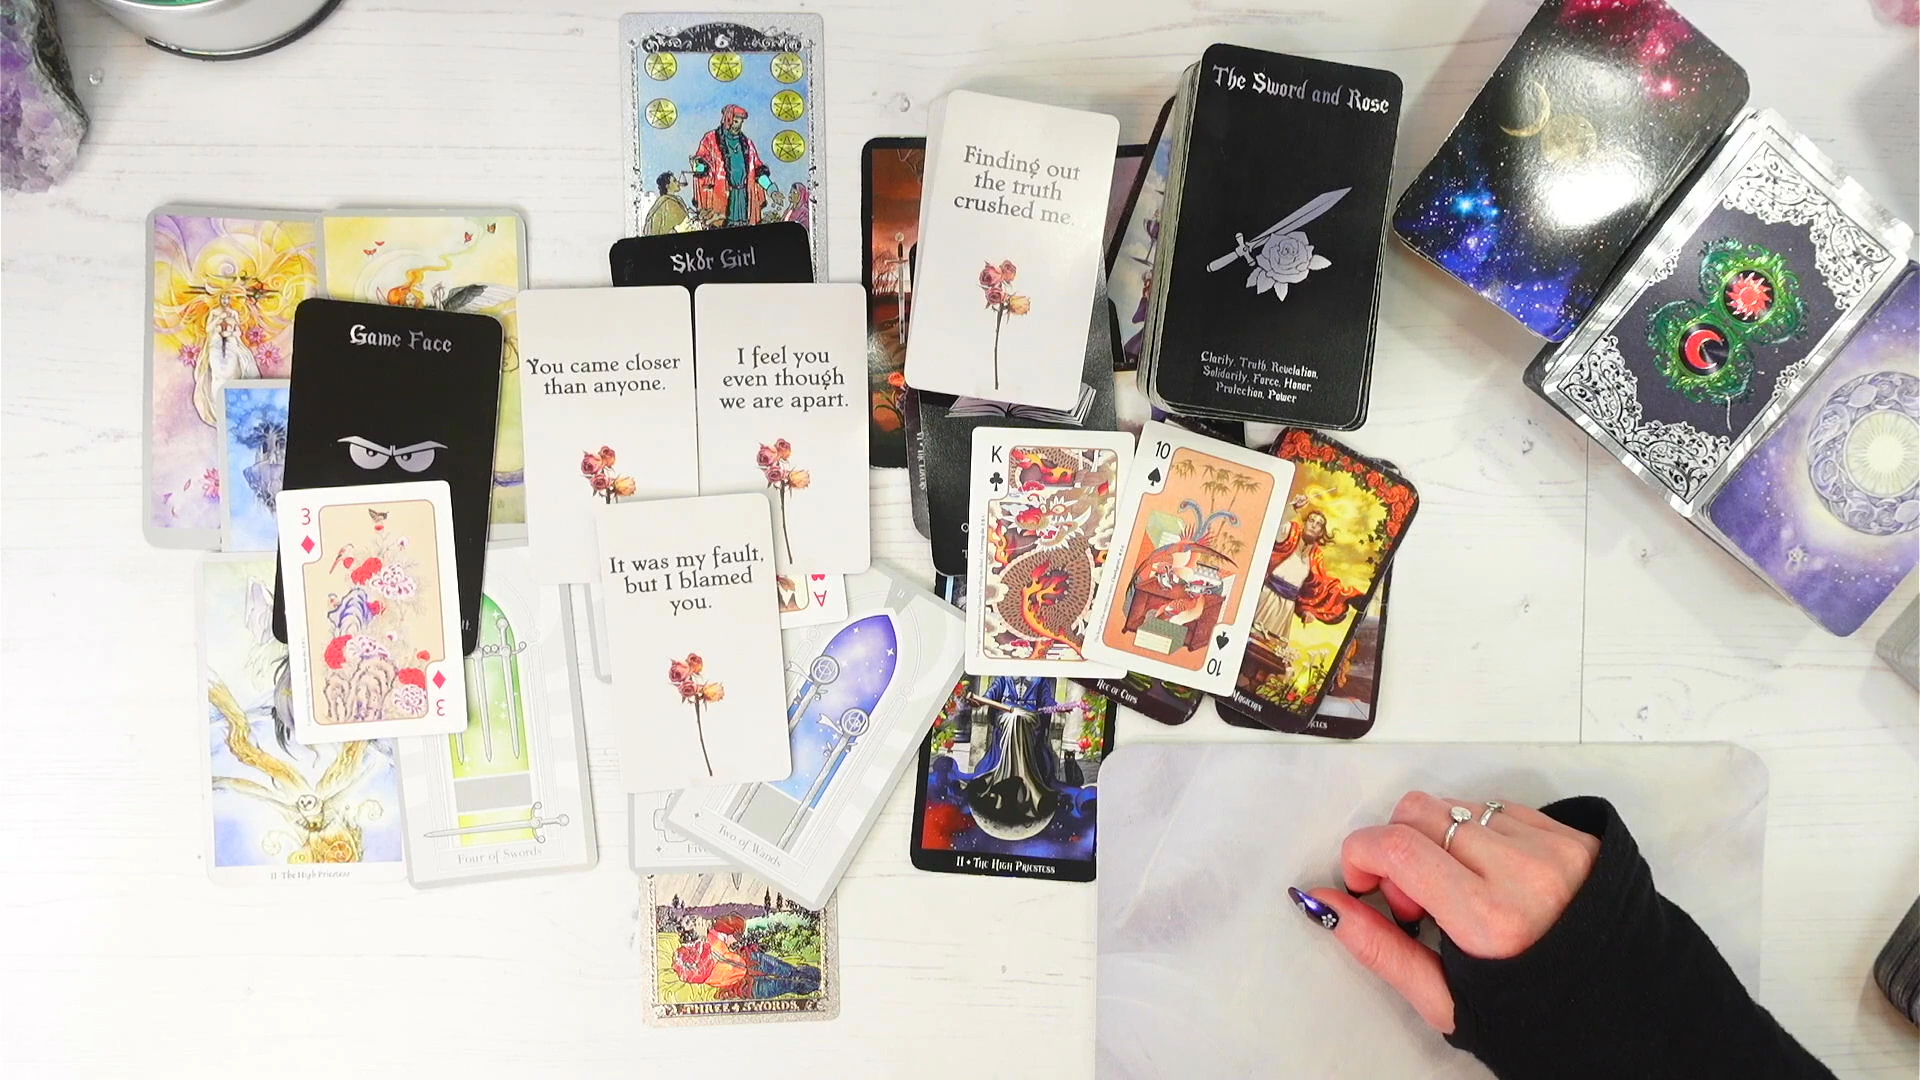 6
The Sword and Rose
Clarity, Truth, Revelation,
Solidarity, Force, Honor,
Protection, Power
Finding out
the truth
crushed me.
Sk8r Girl
Game Face
You came closer
than anyone.
I feel you
even though
we are apart.
It was my fault,
but I blamed
you.
3
3
A
K
10
10
Ace of Cups
Magician
II The High Priestess
Four of Swords
Two of Wands
II • The High Priestess
Three of Swords